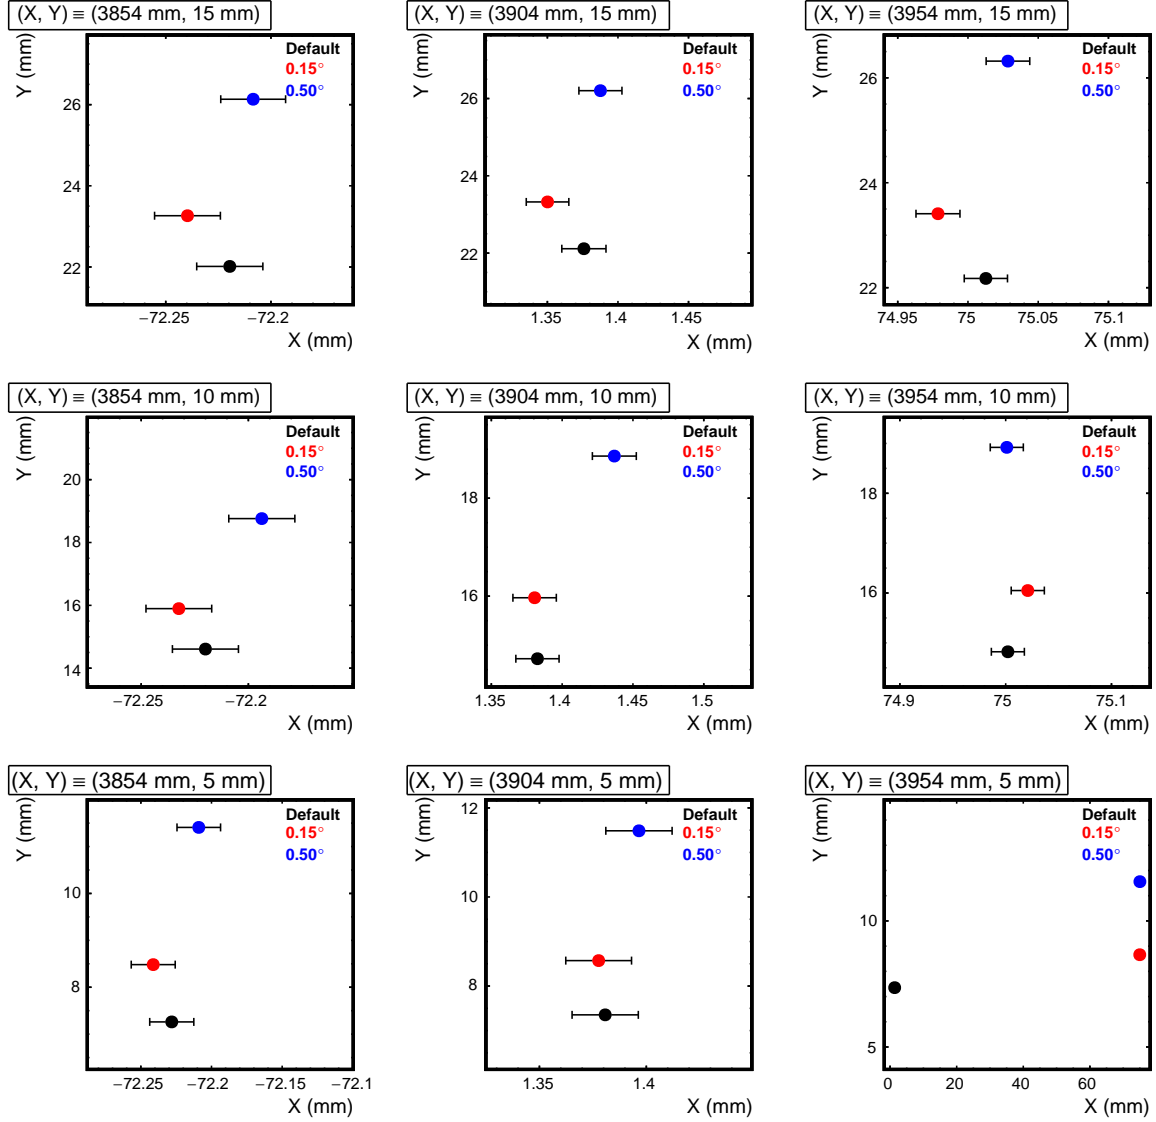 (X, Y) ≡ (3854 mm, 15 mm)
Y (mm)
Default
0.15°
0.50°
26
24
22
−72.25
−72.2
X (mm)
(X, Y) ≡ (3904 mm, 15 mm)
Y (mm)
Default
0.15°
0.50°
26
24
22
1.35
1.4
1.45
X (mm)
(X, Y) ≡ (3954 mm, 15 mm)
Y (mm)
Default
0.15°
0.50°
26
24
22
74.95
75
75.05
75.1
X (mm)
(X, Y) ≡ (3854 mm, 10 mm)
Y (mm)
Default
0.15°
0.50°
20
18
16
14
−72.25
−72.2
X (mm)
(X, Y) ≡ (3904 mm, 10 mm)
Y (mm)
Default
0.15°
0.50°
18
16
1.35
1.4
1.45
1.5
X (mm)
(X, Y) ≡ (3954 mm, 10 mm)
Y (mm)
Default
0.15°
0.50°
18
16
74.9
75
75.1
X (mm)
(X, Y) ≡ (3854 mm, 5 mm)
Y (mm)
Default
0.15°
0.50°
10
8
−72.25
−72.2
−72.15
−72.1
X (mm)
(X, Y) ≡ (3904 mm, 5 mm)
Y (mm)
Default
0.15°
0.50°
12
10
8
1.35
1.4
X (mm)
(X, Y) ≡ (3954 mm, 5 mm)
Y (mm)
Default
0.15°
0.50°
10
5
0
20
40
60
X (mm)